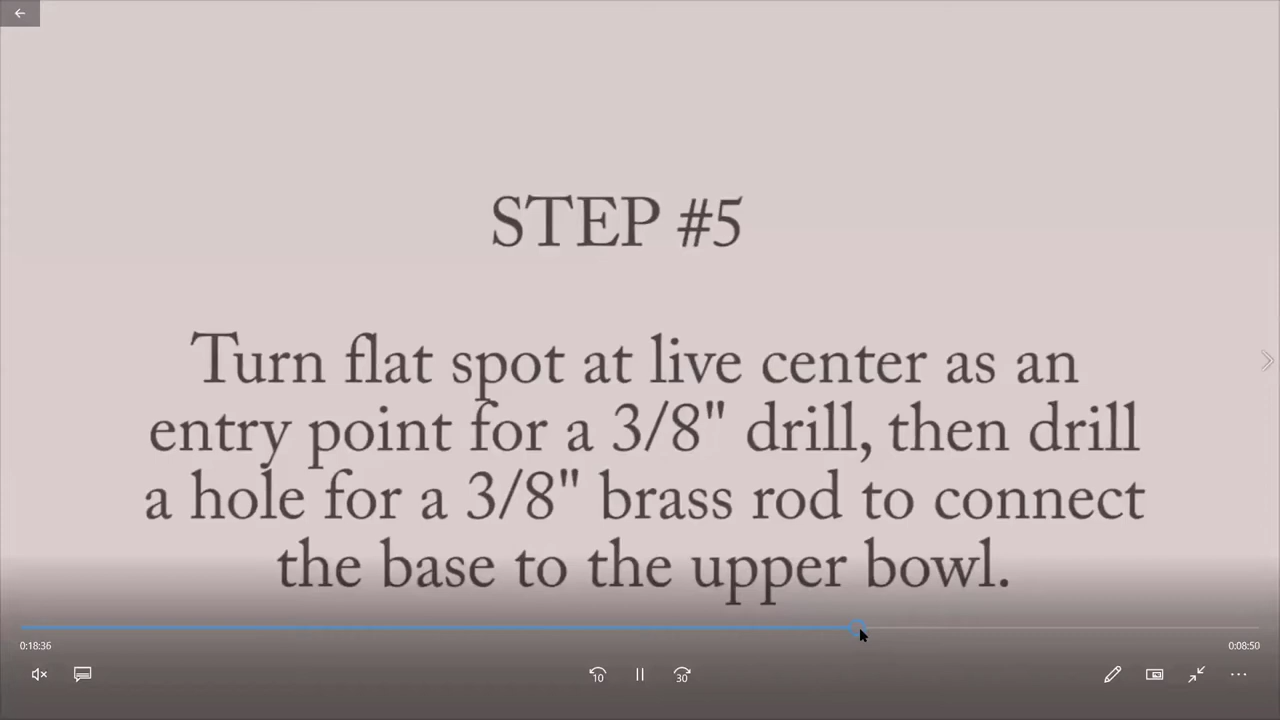 STEP #5
Turn flat spot at live center as an
entry point for a 3/8" drill, then drill
a hole for a 3/8" brass rod to connect
the base to the upper bowl.
0:18:36
0:08:50
10
30